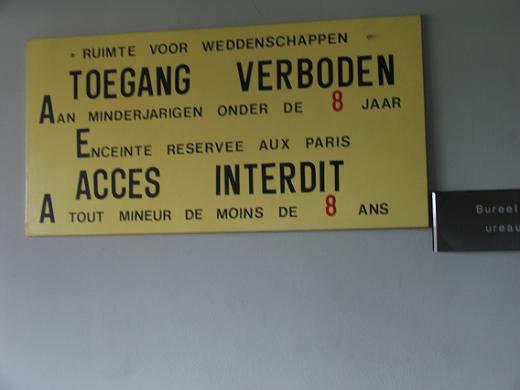 RUIMTE VOOR WEDDENSCHAPPEN
TOEGANG VERBODEN
AAN MINDERJARIGEN ONDER DE 8 JAAR
ENCEINTE RESERVEE AUX PARIS
ACCES INTERDIT
A TOUT MINEUR DE MOINS DE 8 ANS
Bureel
ureau